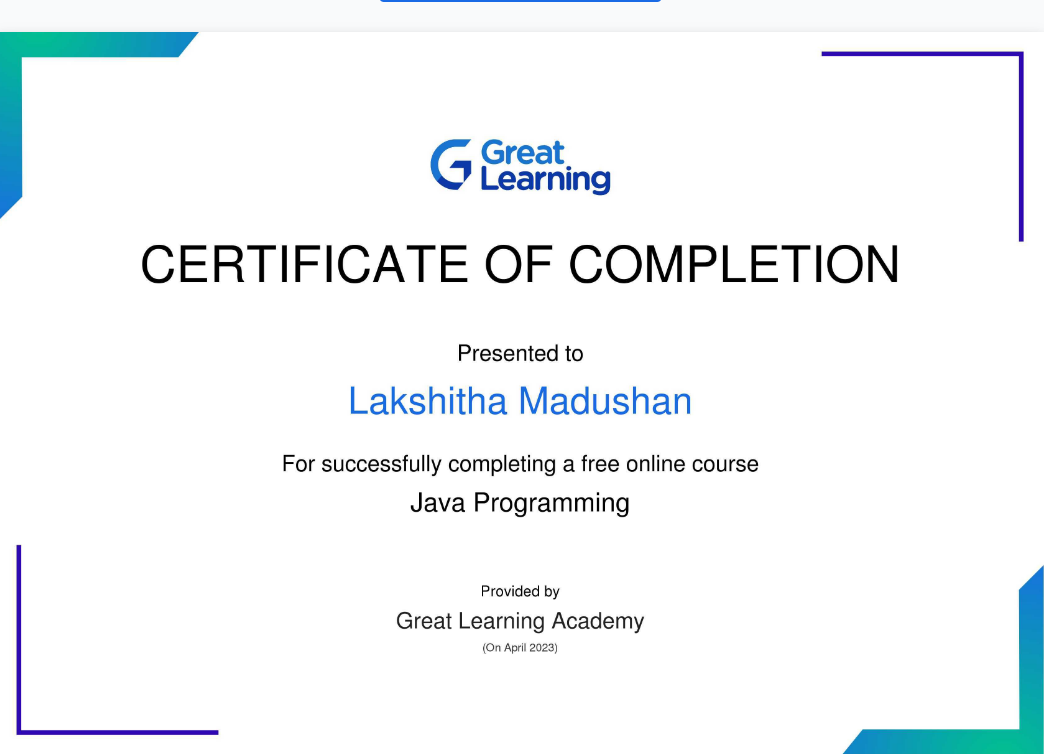 Great
Learning
CERTIFICATE OF COMPLETION
Presented to
Lakshitha Madushan
For successfully completing a free online course
Java Programming
Provided by
Great Learning Academy
(On April 2023)